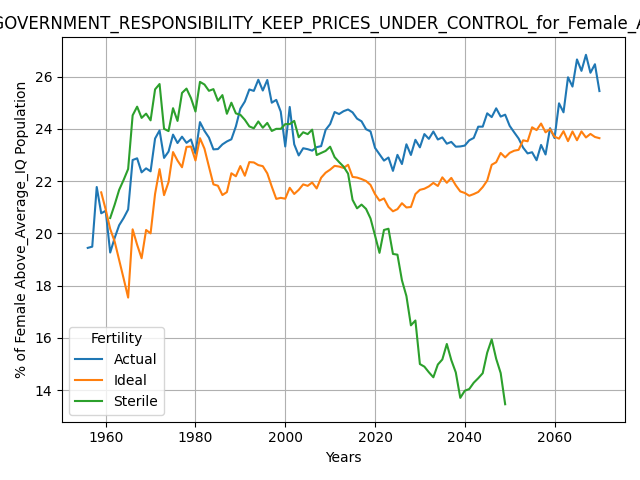 GOVERNMENT_RESPONSIBILITY_KEEP_PRICES_UNDER_CONTROL_for_Female_A
% of Female Above_Average_IQ Population
26
24
22
20
18
16
14
Fertility
Actual
Ideal
Sterile
1960 1980 2000 2020 2040 2060
Years